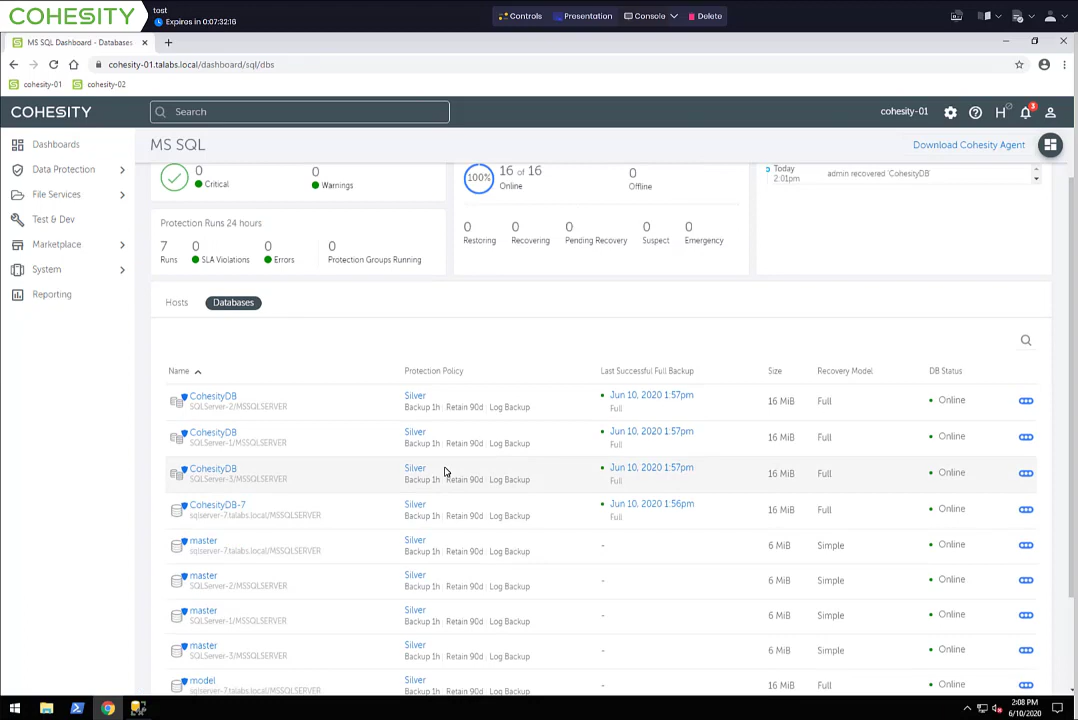 COHESITY
tost
Expires in 0:07:32:16
Controls
Presentation
Console
Delete
MS SQL Dashboard - Databases
cohesity-01.talabs.local/dashboard/sql/dbs
cohesity-01
cohesity-02
COHESITY
Search
cohesity-01
H
3
Dashboards
Data Protection
File Services
Test & Dev
Marketplace
System
Reporting
MS SQL
Download Cohesity Agent
0
Critical
0
Warnings
100%
16 of 16
Online
0
Offline
Today
2:01pm
admin recovered 'CohesityDB'
Protection Runs 24 hours
7
Runs
0
SLA Violations
0
Errors
0
Protection Groups Running
0
Restoring
0
Recovering
0
Pending Recovery
0
Suspect
0
Emergency
Hosts
Databases
Name Protection Policy Last Successful Full Backup Size Recovery Model DB Status
CohesityDB Silver Jun 10, 2020 1:57pm 16 MiB Full Online
SQLServer-2/MSSQLSERVER Backup 1h Retain 90d Log Backup Full
CohesityDB Silver Jun 10, 2020 1:57pm 16 MiB Full Online
SQLServer-1/MSSQLSERVER Backup 1h Retain 90d Log Backup Full
CohesityDB Silver Jun 10, 2020 1:57pm 16 MiB Full Online
SQLServer-3/MSSQLSERVER Backup 1h Retain 90d Log Backup Full
CohesityDB-7 Silver Jun 10, 2020 1:56pm 16 MiB Full Online
sqlserver-7.talabs.local/MSSQLSERVER Backup 1h Retain 90d Log Backup Full
master Silver - 6 MiB Simple Online
sqlserver-7.talabs.local/MSSQLSERVER Backup 1h Retain 90d Log Backup
master Silver - 6 MiB Simple Online
SQLServer-2/MSSQLSERVER Backup 1h Retain 90d Log Backup
master Silver - 6 MiB Simple Online
SQLServer-1/MSSQLSERVER Backup 1h Retain 90d Log Backup
master Silver - 6 MiB Simple Online
SQLServer-3/MSSQLSERVER Backup 1h Retain 90d Log Backup
model Silver - 16 MiB Full Online
sqlserver-7.talabs.local/MSSQLSERVER Backup 1h Retain 90d Log Backup
2:08 PM
6/10/2020